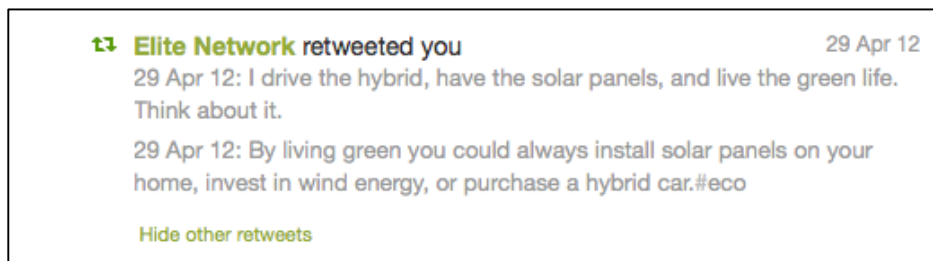 Elite Network retweeted you 29 Apr 12
29 Apr 12: I drive the hybrid, have the solar panels, and live the green life.
Think about it.
29 Apr 12: By living green you could always install solar panels on your
home, invest in wind energy, or purchase a hybrid car.#eco
Hide other retweets